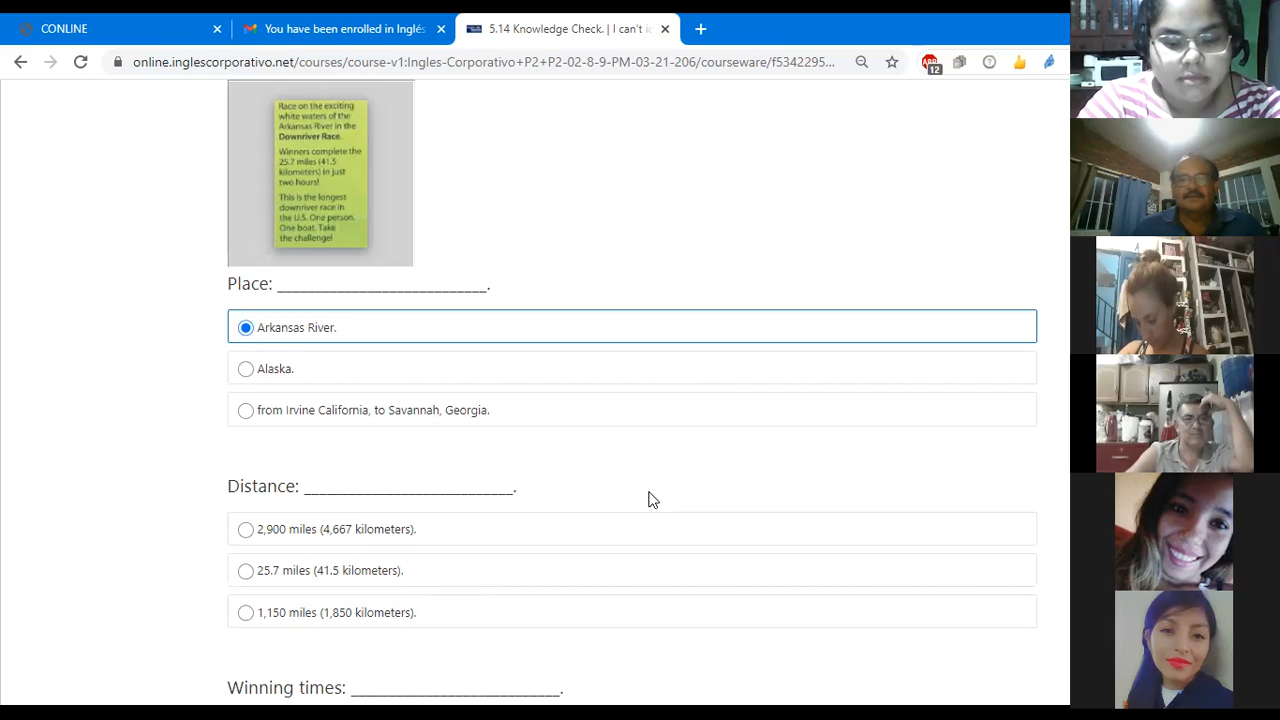 CONLINE
You have been enrolled in Inglés
5.14 Knowledge Check. | I can't i
online.inglescorporativo.net/courses/course-v1:Ingles-Corporativo+P2+P2-02-8-9-PM-03-21-206/courseware/f5342295...
12
Race on the exciting
white waters of the
Arkansas River in the
Downriver Race.
Winners complete the
25.7 miles (41.5
kilometers) in just
two hours!
This is the longest
downriver race in
the U.S. One person.
One boat. Take
the challenge!
Place: ___________________________.
Arkansas River.
Alaska.
from Irvine California, to Savannah, Georgia.
Distance: ___________________________.
2,900 miles (4,667 kilometers).
25.7 miles (41.5 kilometers).
1,150 miles (1,850 kilometers).
Winning times: ___________________________.